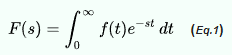 F(s) = ∫₀^∞ f(t)e^{-st} dt (Eq.1)